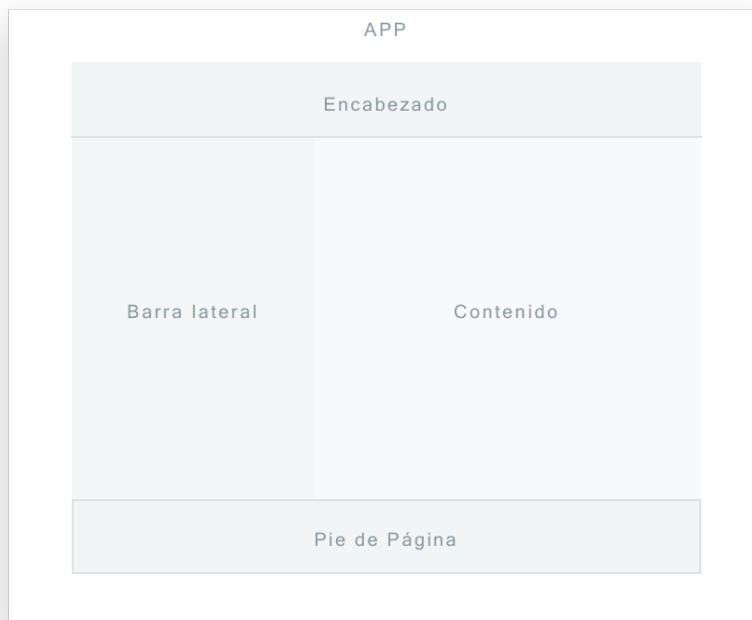 APP
Encabezado
Barra lateral
Contenido
Pie de Página